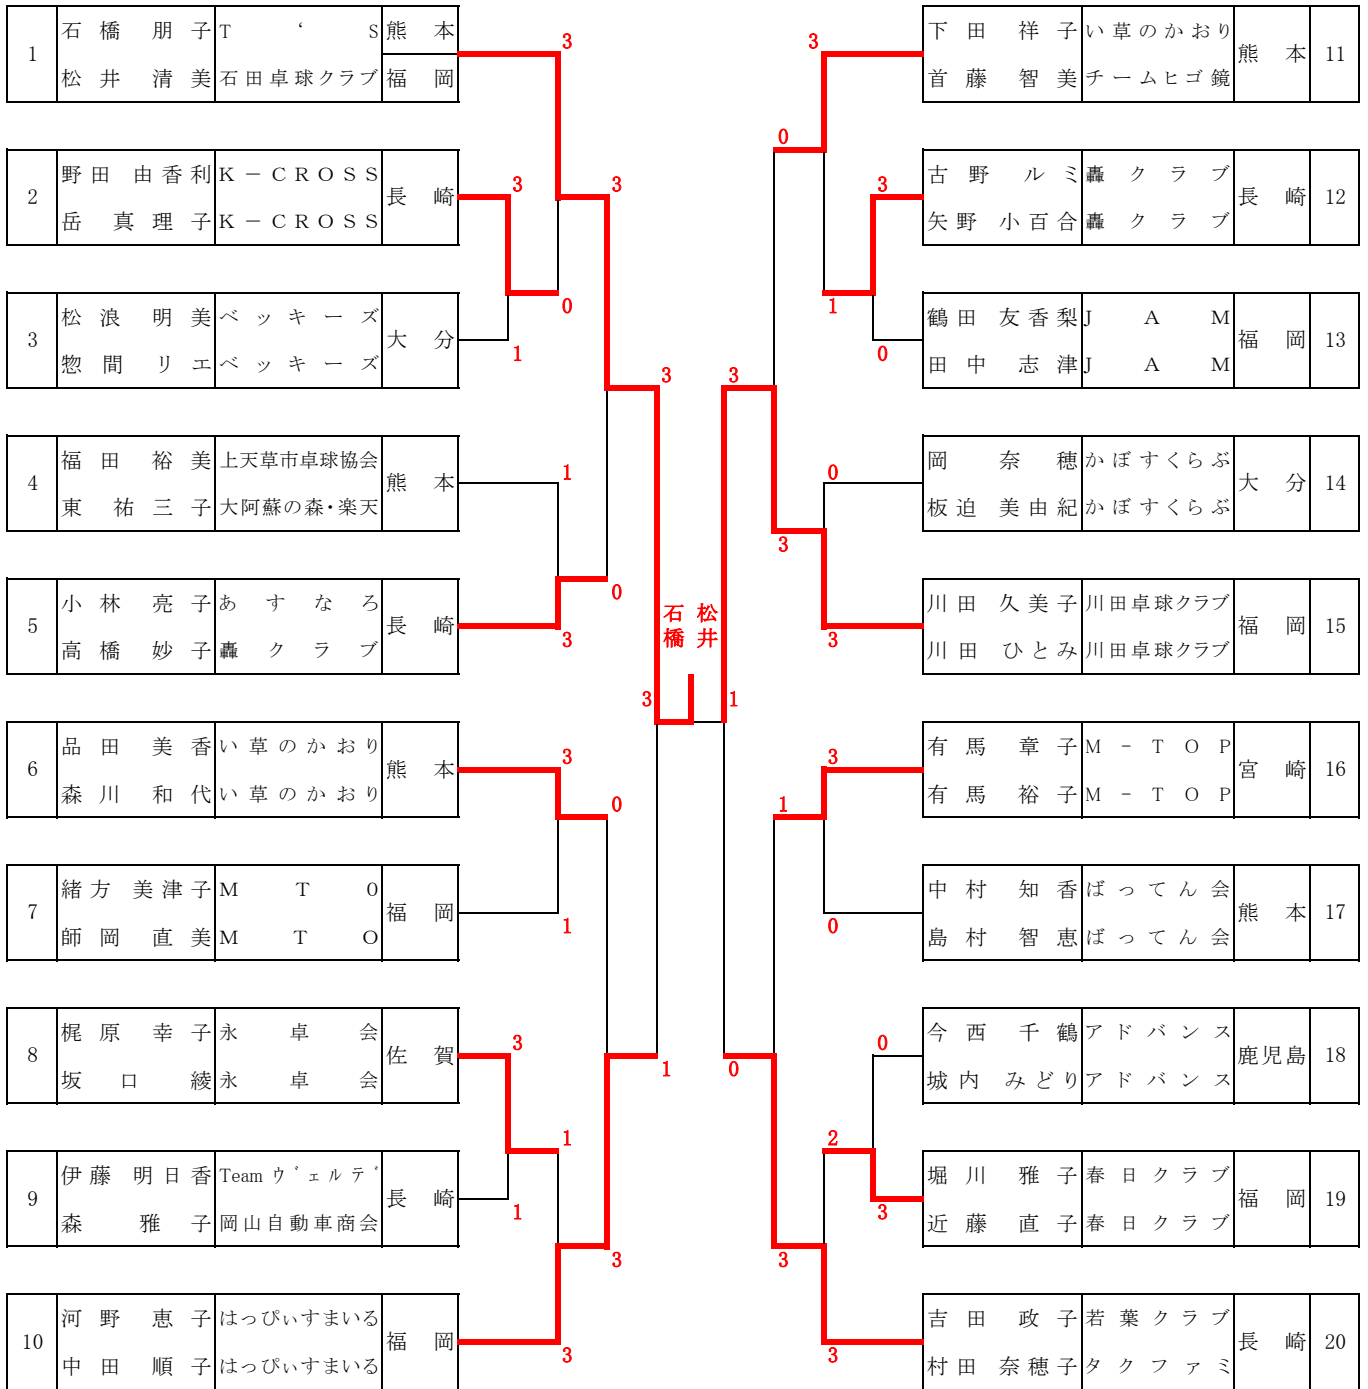 1 石橋 朋子 T‘S 熊本
松井 清美 石田卓球クラブ 福岡
2 野田 由香利 K－CROSS 長崎
岳 真理子 K－CROSS
3 松浪 明美 ベッキーズ 大分
惣間 リエ ベッキーズ
4 福田 裕美 上天草市卓球協会 熊本
東 祐三子 大阿蘇の森・楽天
5 小林 亮子 あすなろ 長崎
高橋 妙子 轟クラブ
6 品田 美香 い草のかおり 熊本
森川 和代 い草のかおり
7 緒方 美津子 MT0 福岡
師岡 直美 MTO
8 梶原 幸子 永卓会 佐賀
坂口 綾 永卓会
9 伊藤 明日香 Teamヴェルデ 長崎
森 雅子 岡山自動車商会
10 河野 恵子 はっぴぃすまいる 福岡
中田 順子 はっぴぃすまいる
3
3 3
0
1
3
1
0
3
3
0
1
3
1
1
1
3
3
石橋 松井
3 1
3
0
3
1
0
3
0
3
3
3
1
0
0
0
2
3
3
3
下田 祥子 い草のかおり 熊本 11
首藤 智美 チームヒゴ鏡
古野 ルミ 轟クラブ 長崎 12
矢野 小百合 轟クラブ
鶴田 友香梨 JAM 福岡 13
田中 志津 JAM
岡 奈穂 かぼすくらぶ 大分 14
板迫 美由紀 かぼすくらぶ
川田 久美子 川田卓球クラブ 福岡 15
川田 ひとみ 川田卓球クラブ
有馬 章子 M-TOP 宮崎 16
有馬 裕子 M-TOP
中村 知香 ばってん会 熊本 17
島村 智恵 ばってん会
今西 千鶴 アドバンス 鹿児島 18
城内 みどり アドバンス
堀川 雅子 春日クラブ 福岡 19
近藤 直子 春日クラブ
吉田 政子 若葉クラブ 長崎 20
村田 奈穂子 タクファミ